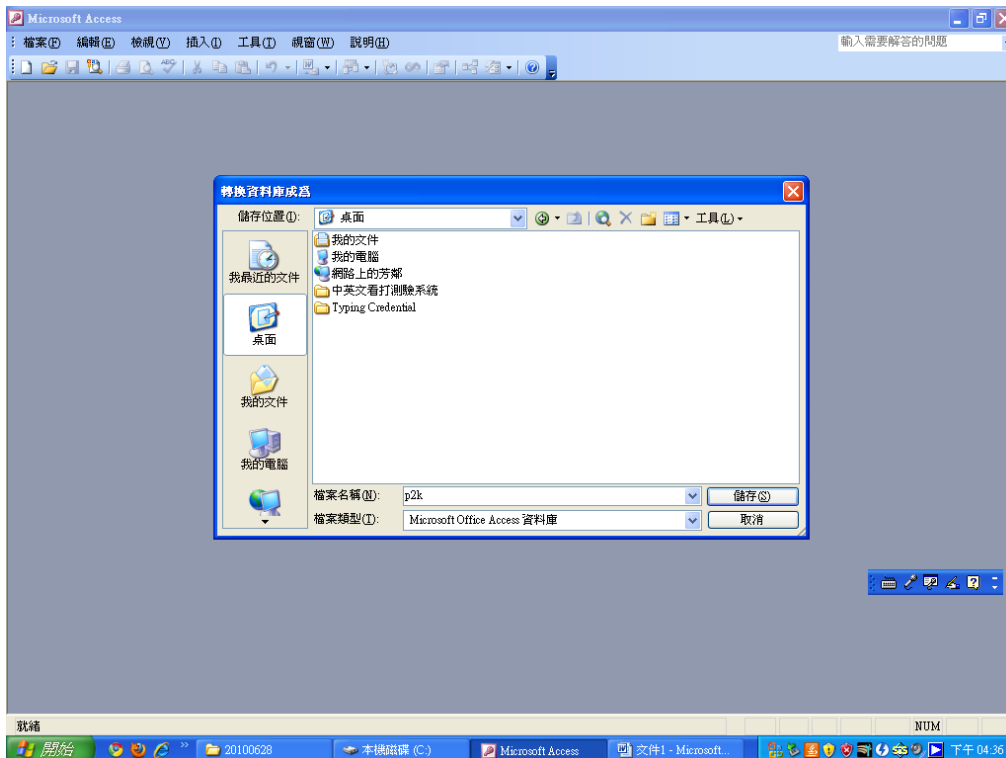 Microsoft Access
檔案(F) 編輯(E) 檢視(V) 插入(I) 工具(T) 視窗(W) 說明(H) 輸入需要解答的問題
轉換資料庫成爲
儲存位置(I): 桌面 工具(L)
我最近的文件
桌面
我的文件
我的電腦
我的文件
我的電腦
網路上的芳鄰
中英文看打測驗系統
Typing Credential
檔案名稱(N): p2k 儲存(S)
檔案類型(T): Microsoft Office Access 資料庫 取消
就緒 NUM
開始 20100628 本機磁碟 (C:) Microsoft Access 文件1 - Microsoft... 下午 04:36